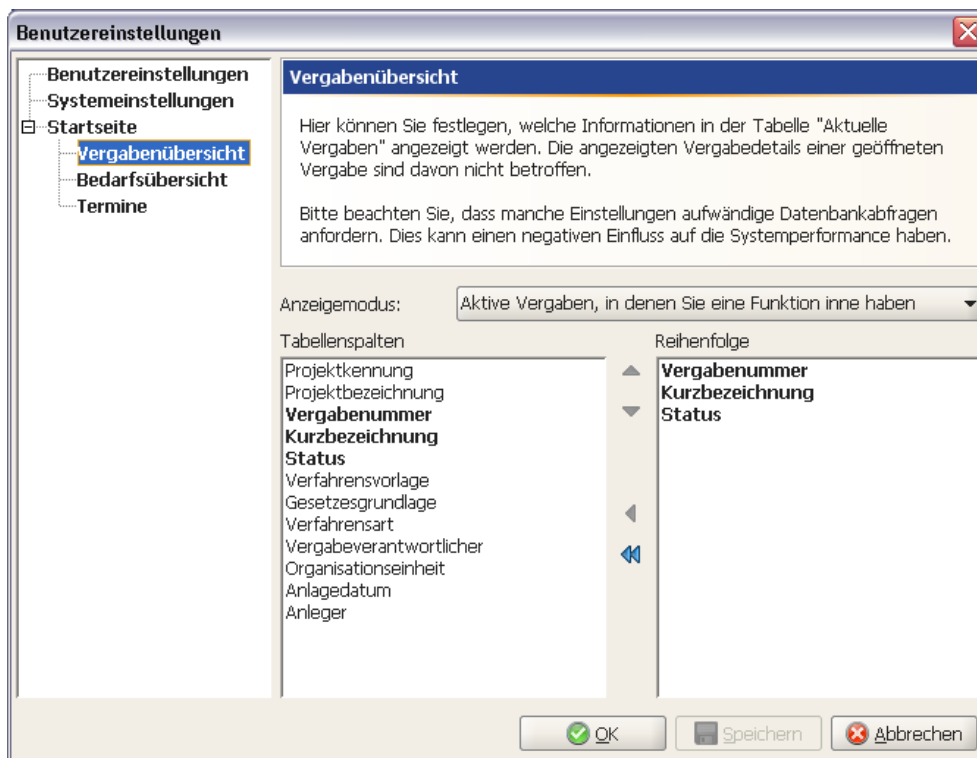 Benutzereinstellungen
Benutzereinstellungen
Systemeinstellungen
Startseite
Vergabenübersicht
Bedarfsübersicht
Termine
Vergabenübersicht
Hier können Sie festlegen, welche Informationen in der Tabelle "Aktuelle
Vergaben" angezeigt werden. Die angezeigten Vergabedetails einer geöffneten
Vergabe sind davon nicht betroffen.
Bitte beachten Sie, dass manche Einstellungen aufwändige Datenbankabfragen
anfordern. Dies kann einen negativen Einfluss auf die Systemperformance haben.
Anzeigemodus:
Aktive Vergaben, in denen Sie eine Funktion inne haben
Tabellenspalten
Projektkennung
Projektbezeichnung
Vergabenummer
Kurzbezeichnung
Status
Verfahrensvorlage
Gesetzesgrundlage
Verfahrensart
Vergabeverantwortlicher
Organisationseinheit
Anlagedatum
Anleger
Reihenfolge
Vergabenummer
Kurzbezeichnung
Status
OK
Speichern
Abbrechen